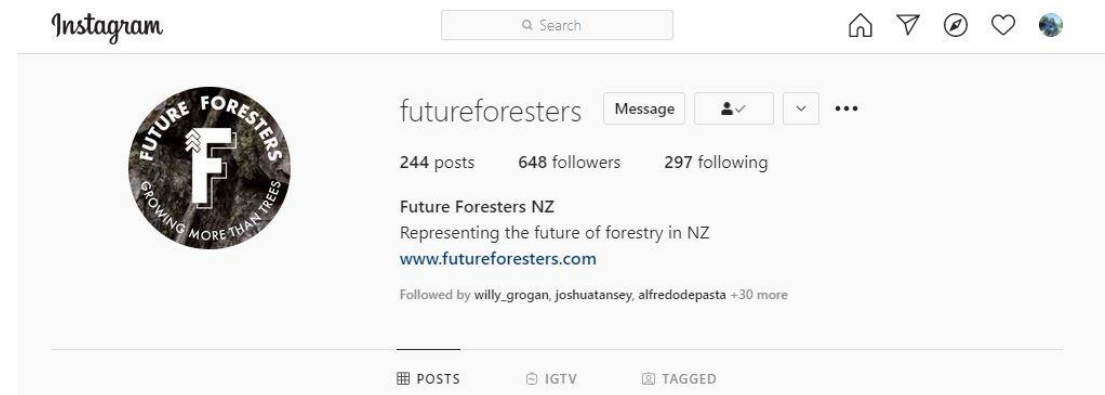 Instagram
Search
FUTURE FORESTERS
F
GROWING MORE THAN TREES
futureforesters Message
244 posts 648 followers 297 following
Future Foresters NZ
Representing the future of forestry in NZ
www.futureforesters.com
Followed by willy_grogan, joshuatansey, alfredodepasta +30 more
POSTS IGTV TAGGED